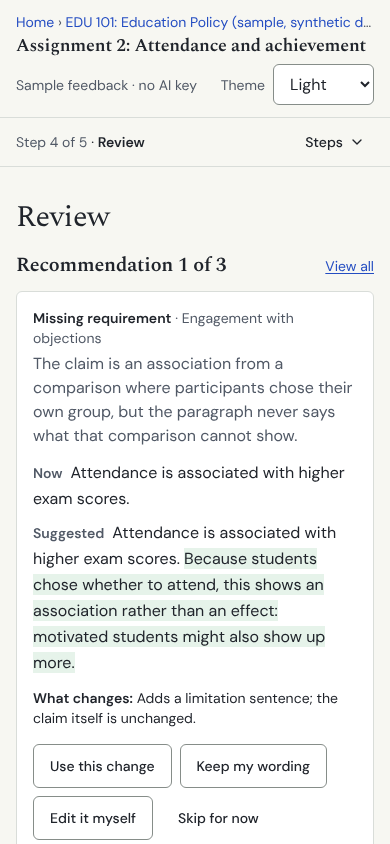 Home › EDU 101: Education Policy (sample, synthetic d…
Assignment 2: Attendance and achievement
Sample feedback · no AI key Theme Light
Step 4 of 5 · Review Steps
Review
Recommendation 1 of 3 View all
Missing requirement · Engagement with
objections
The claim is an association from a
comparison where participants chose their
own group, but the paragraph never says
what that comparison cannot show.
Now Attendance is associated with higher
exam scores.
Suggested Attendance is associated with
higher exam scores. Because students
chose whether to attend, this shows an
association rather than an effect:
motivated students might also show up
more.
What changes: Adds a limitation sentence; the
claim itself is unchanged.
Use this change Keep my wording
Edit it myself Skip for now